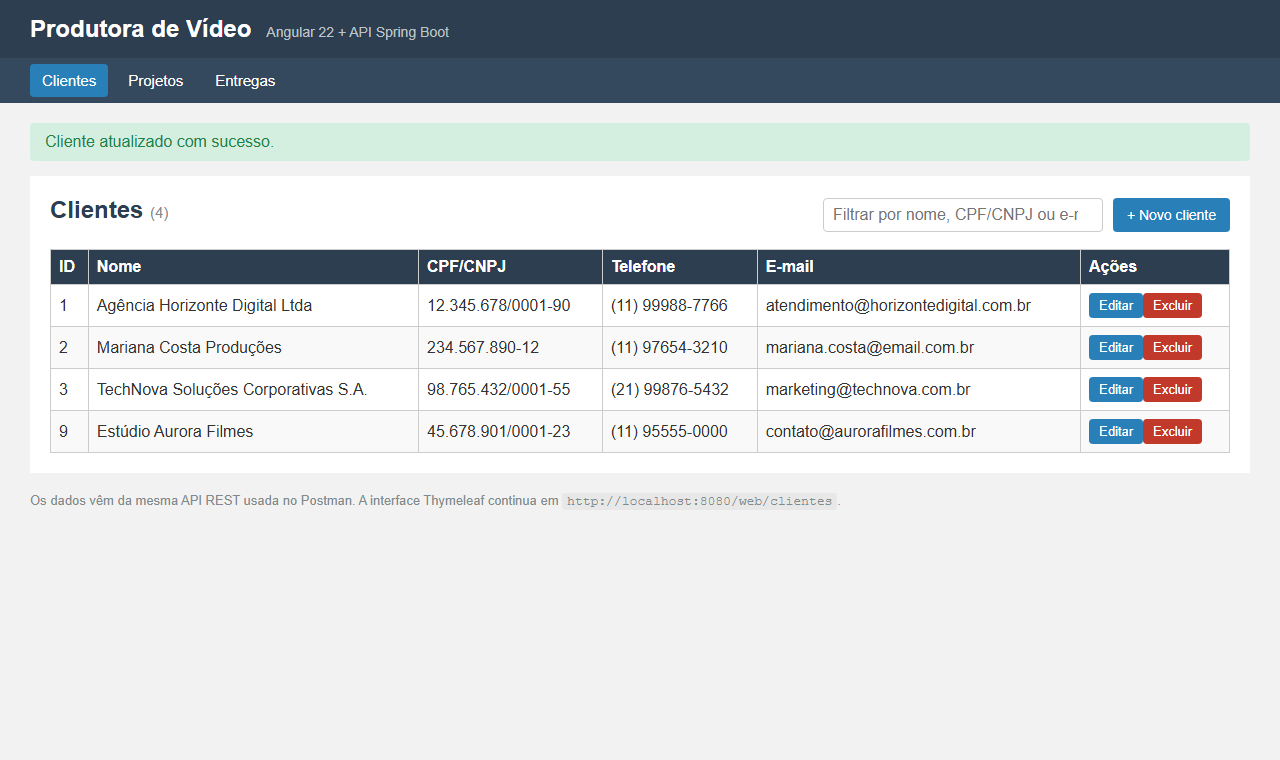 Produtora de Vídeo Angular 22 + API Spring Boot
Clientes Projetos Entregas
Cliente atualizado com sucesso.
Clientes (4) Filtrar por nome, CPF/CNPJ ou e-r + Novo cliente
ID Nome CPF/CNPJ Telefone E-mail Ações
1 Agência Horizonte Digital Ltda 12.345.678/0001-90 (11) 99988-7766 atendimento@horizontedigital.com.br Editar Excluir
2 Mariana Costa Produções 234.567.890-12 (11) 97654-3210 mariana.costa@email.com.br Editar Excluir
3 TechNova Soluções Corporativas S.A. 98.765.432/0001-55 (21) 99876-5432 marketing@technova.com.br Editar Excluir
9 Estúdio Aurora Filmes 45.678.901/0001-23 (11) 95555-0000 contato@aurorafilmes.com.br Editar Excluir
Os dados vêm da mesma API REST usada no Postman. A interface Thymeleaf continua em http://localhost:8080/web/clientes.